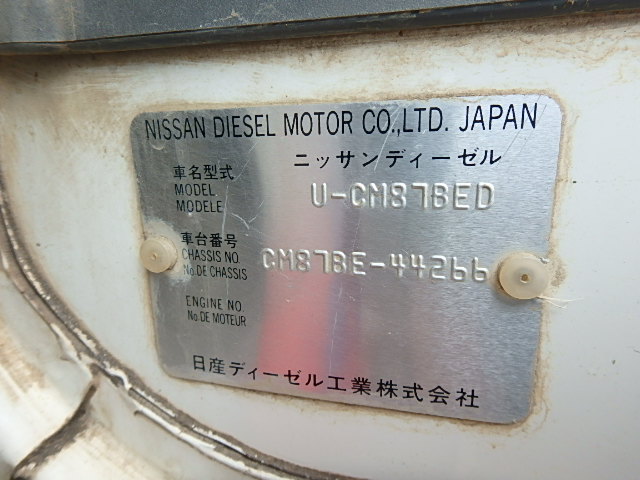 NISSAN DIESEL MOTOR CO.,LTD. JAPAN
ニッサンディーゼル
車名型式
MODEL
MODELE
U-CM87BED
車台番号
CHASSIS NO.
No.DE CHASSIS
CM87BE-44266
ENGINE NO.
No.DE MOTEUR
日産ディーゼル工業株式会社